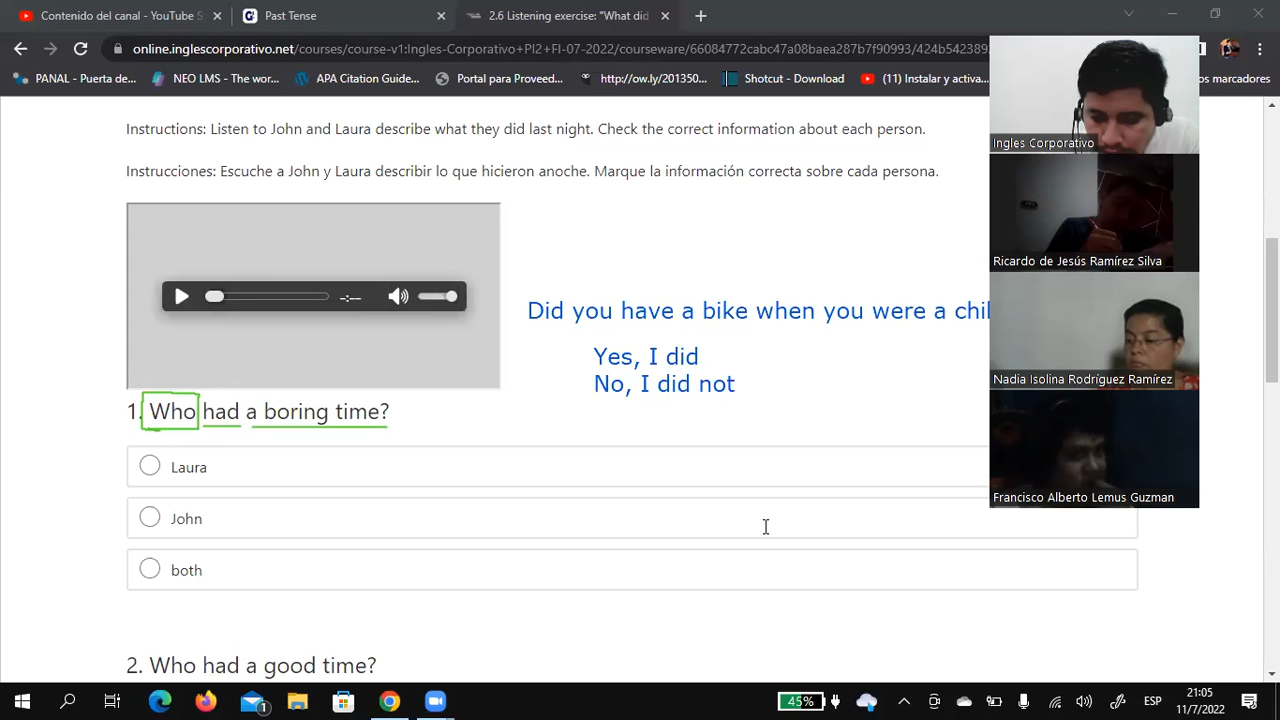 Contenido del canal - YouTube S
Past Tense
2.6 Listening exercise: "What did
online.inglescorporativo.net/courses/course-v1:Ingle-Corporativo+PI2+FI-07-2022/courseware/66084772cabc47a08baea287b7f90993/424b5423892
PANAL - Puerta de...
NEO LMS - The wor...
APA Citation Guide...
Portal para Proveed...
http://ow.ly/201350...
Shotcut - Download
(11) Instalar y activa...
os marcadores
Instructions: Listen to John and Laura describe what they did last night. Check the correct information about each person.
Instrucciones: Escuche a John y Laura describir lo que hicieron anoche. Marque la información correcta sobre cada persona.
Ingles Corporativo
Ricardo de Jesús Ramírez Silva
Nadia Isolina Rodríguez Ramírez
Francisco Alberto Lemus Guzman
-:--
Did you have a bike when you were a chil
Yes, I did
No, I did not
1. Who had a boring time?
Laura
John
both
2. Who had a good time?
45%
ESP
21:05
11/7/2022
1